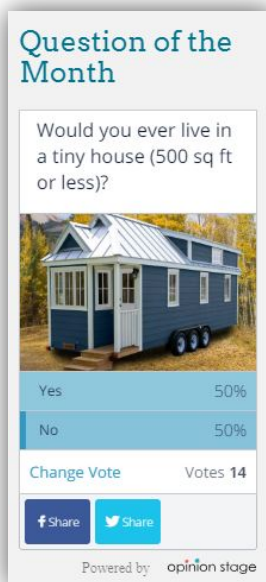 Question of the
Month
Would you ever live in
a tiny house (500 sq ft
or less)?
Yes 50%
No 50%
Change Vote Votes 14
Share Share
Powered by opinion stage